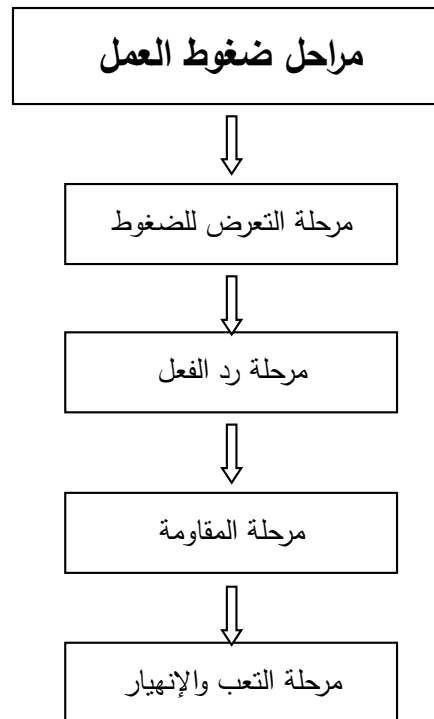 مراحل ضغوط العمل
مرحلة التعرض للضغوط
مرحلة رد الفعل
مرحلة المقاومة
مرحلة التعب والإنهيار